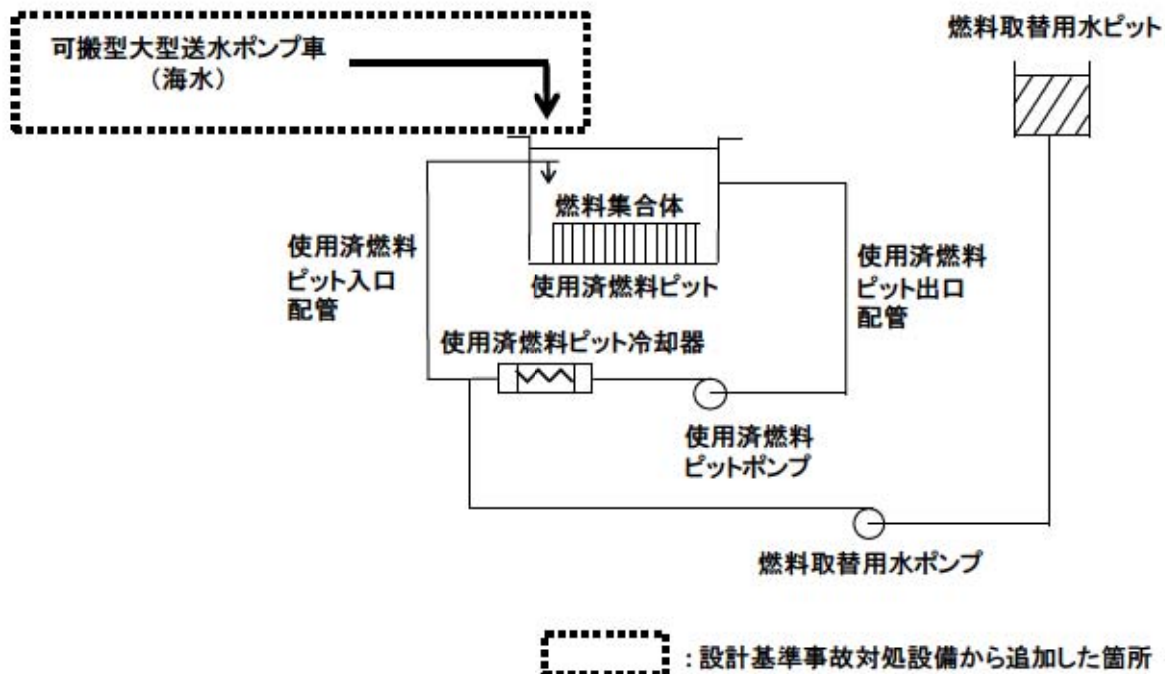 可搬型大型送水ポンプ車
（海水）
燃料取替用水ピット
燃料集合体
使用済燃料
ピット入口
配管
使用済燃料ピット
使用済燃料
ピット出口
配管
使用済燃料ピット冷却器
使用済燃料
ピットポンプ
燃料取替用水ポンプ
：設計基準事故対処設備から追加した箇所